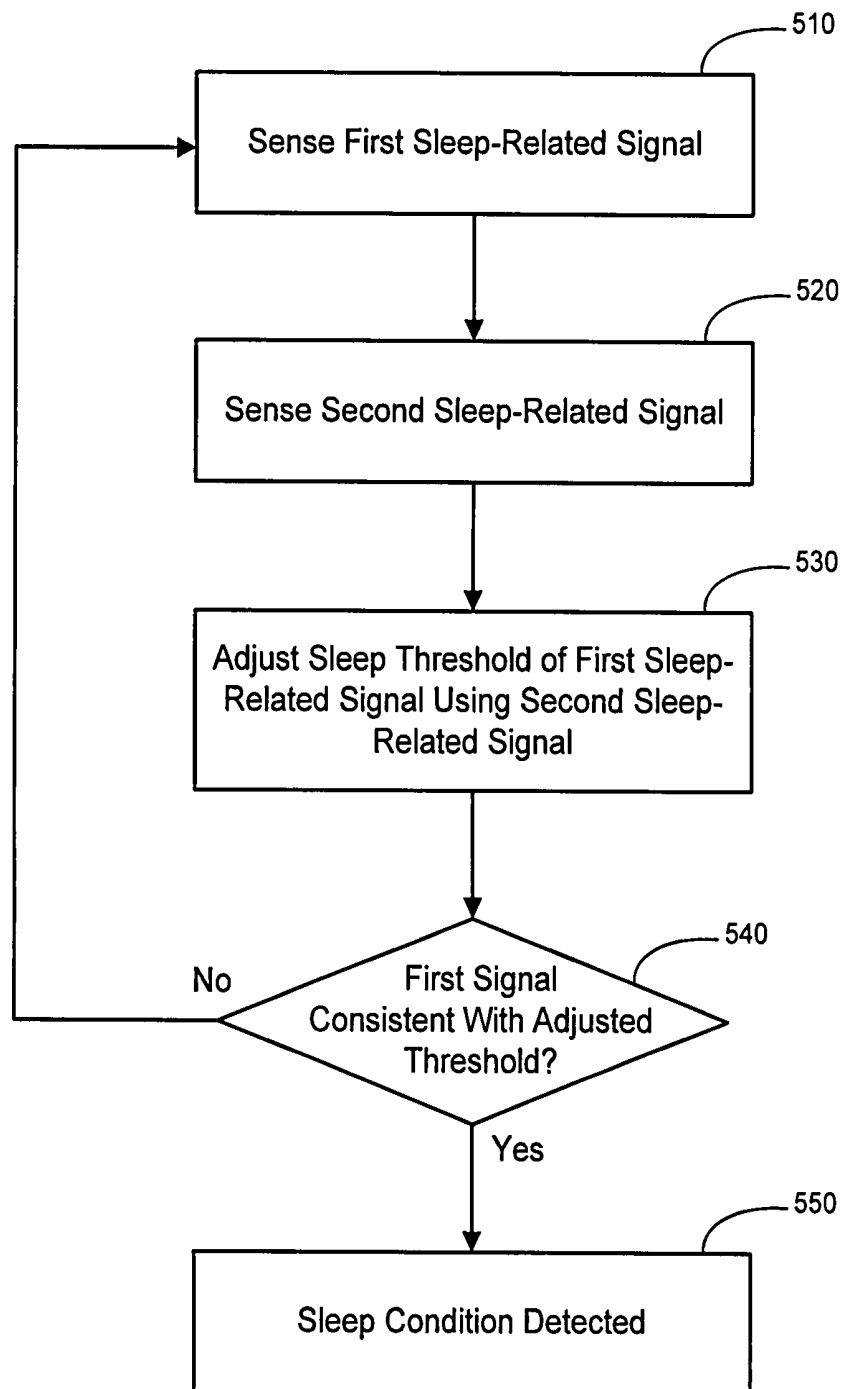 510
Sense First Sleep-Related Signal
520
Sense Second Sleep-Related Signal
530
Adjust Sleep Threshold of First Sleep-
Related Signal Using Second Sleep-
Related Signal
540
No
First Signal
Consistent With Adjusted
Threshold?
Yes
550
Sleep Condition Detected